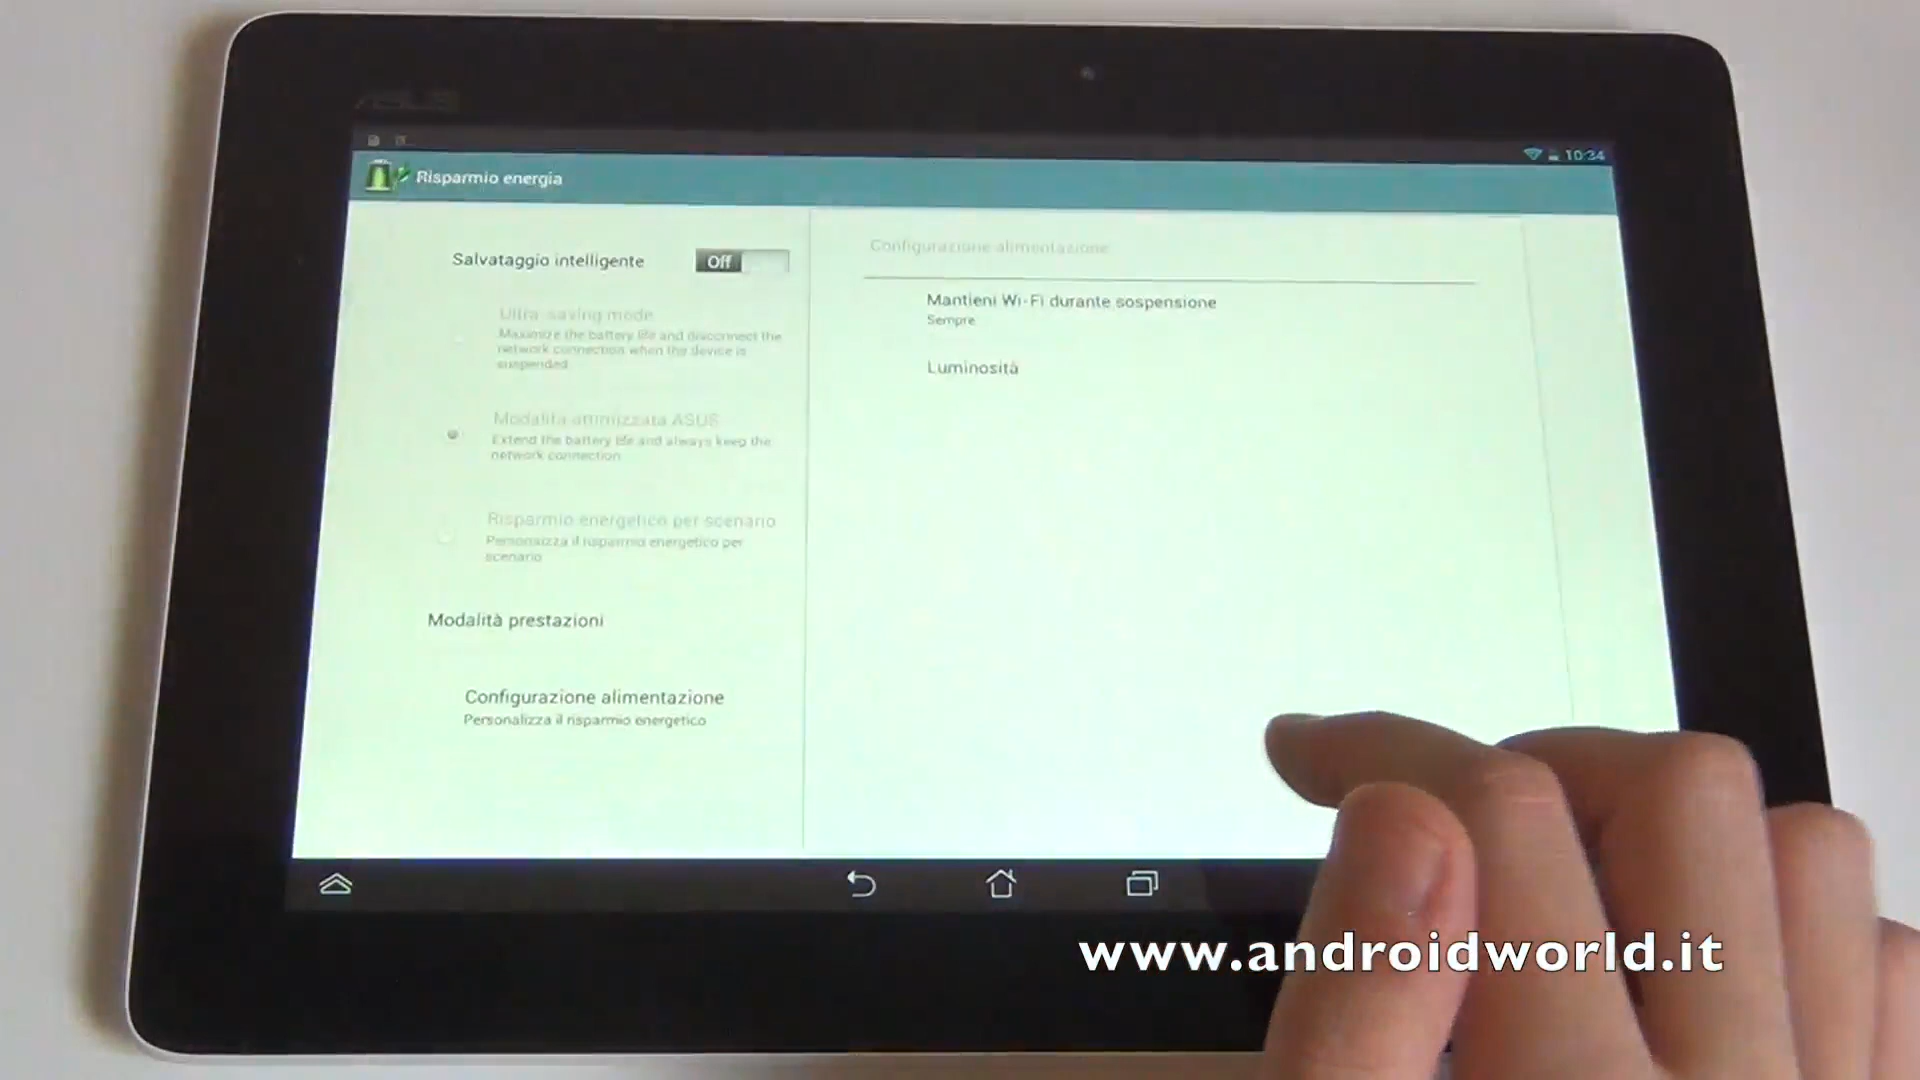 ASUS
10:34
Risparmio energia
Salvataggio intelligente
Off
Ultra-saving mode
Maximize the battery life and disconnect the
network connection when the device is
suspended.
Modalità ottimizzata ASUS
Extend the battery life and always keep the
network connection
Risparmio energetico per scenario
Personalizza il risparmio energetico per
scenario
Modalità prestazioni
Configurazione alimentazione
Personalizza il risparmio energetico
Configurazione alimentazione
Mantieni Wi-Fi durante sospensione
Sempre
Luminosità
www.androidworld.it